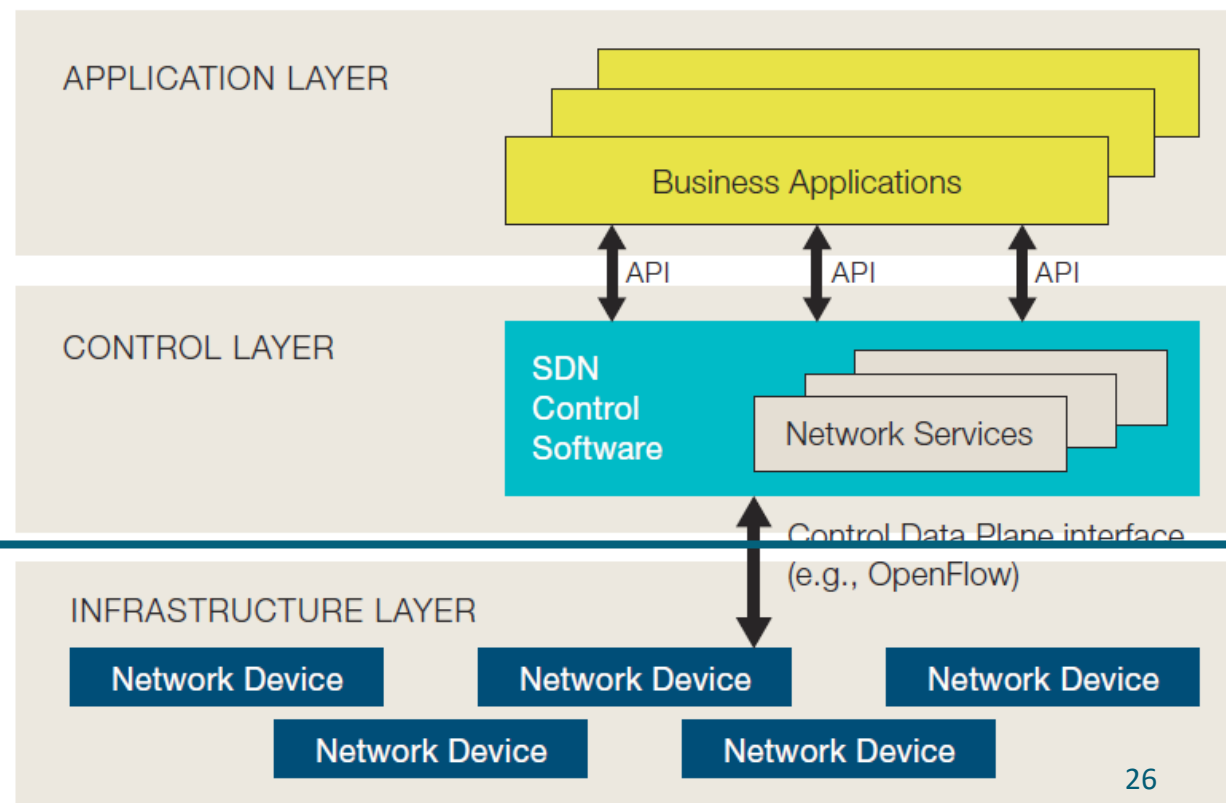 APPLICATION LAYER
Business Applications
API
API
API
CONTROL LAYER
SDN
Control
Software
Network Services
Control Data Plane interface
(e.g., OpenFlow)
INFRASTRUCTURE LAYER
Network Device
Network Device
Network Device
Network Device
Network Device
26